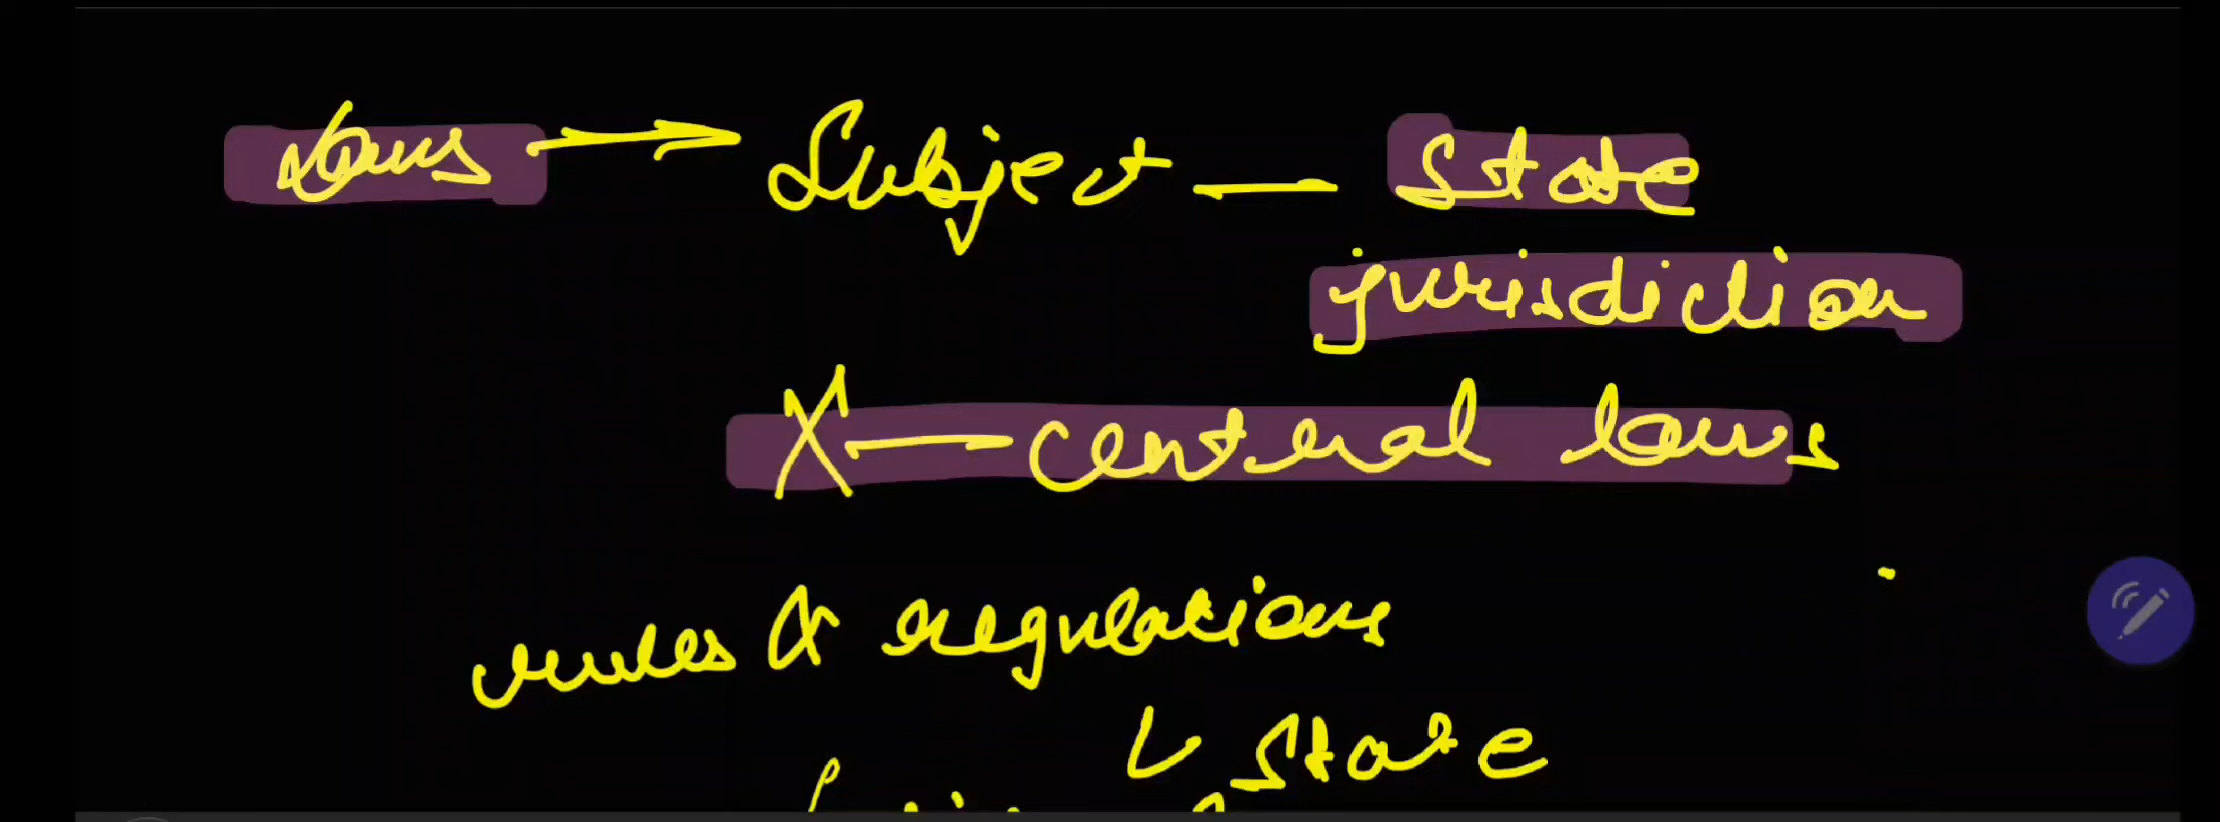 laws → Subject — State
jurisdiction
X — central laws
rules & regulations
State